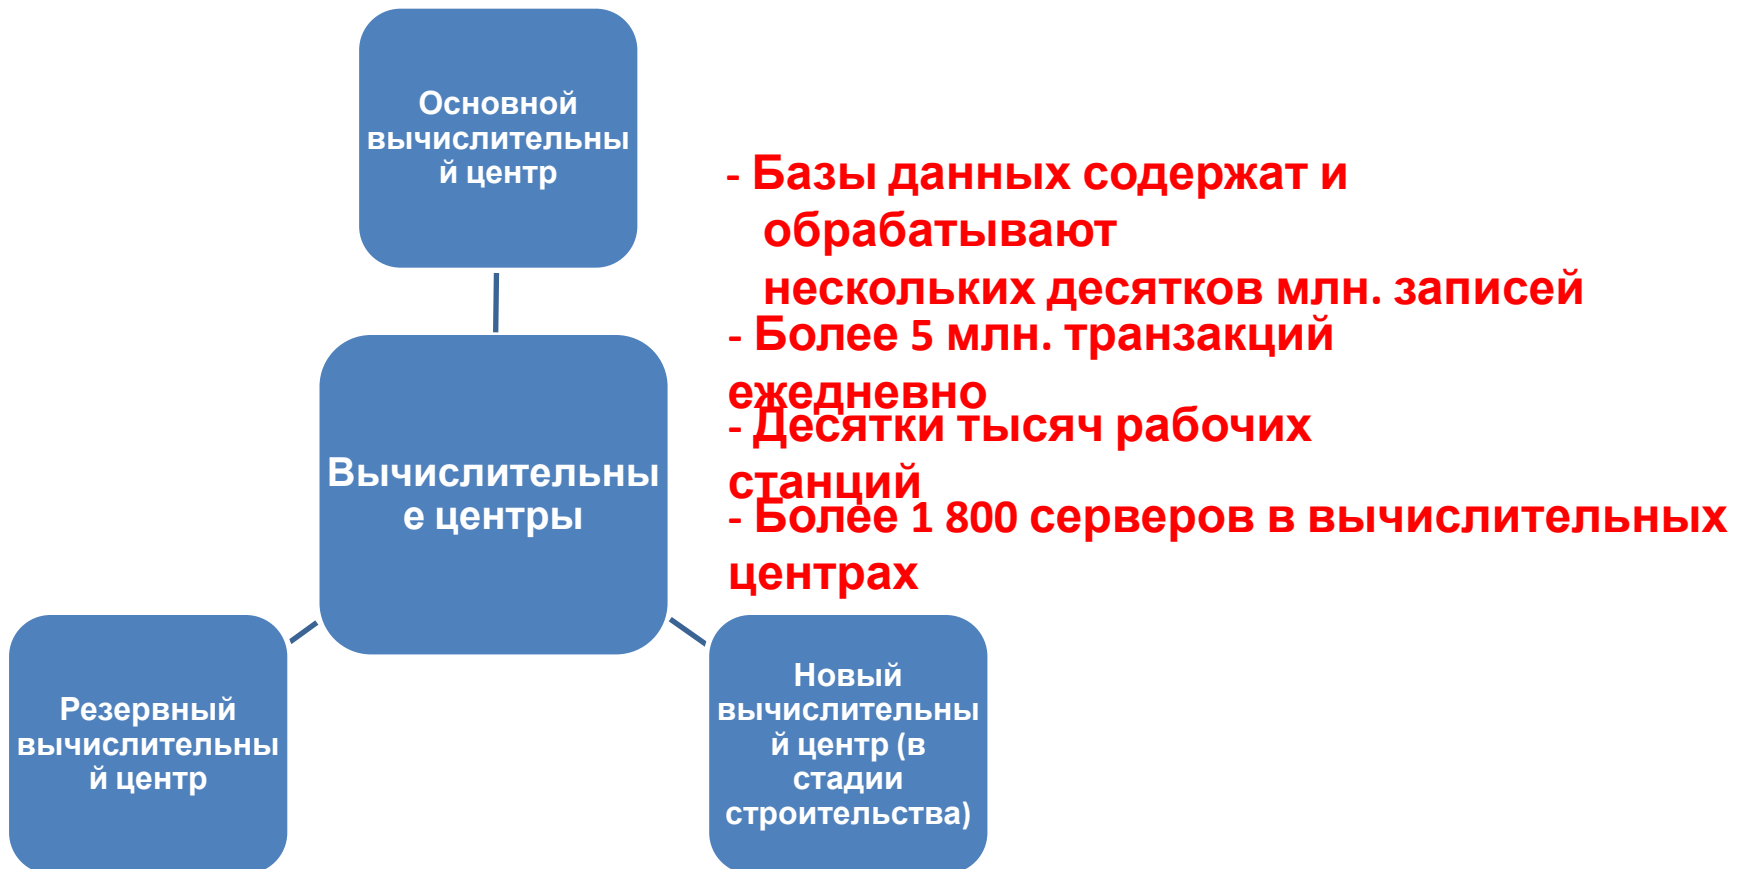 Основной
вычислительны
й центр
- Базы данных содержат и
обрабатывают
нескольких десятков млн. записей
- Более 5 млн. транзакций
ежедневно
- Десятки тысяч рабочих
станций
- Более 1 800 серверов в вычислительных
центрах
Вычислительны
е центры
Резервный
вычислительны
й центр
Новый
вычислительны
й центр (в
стадии
строительства)